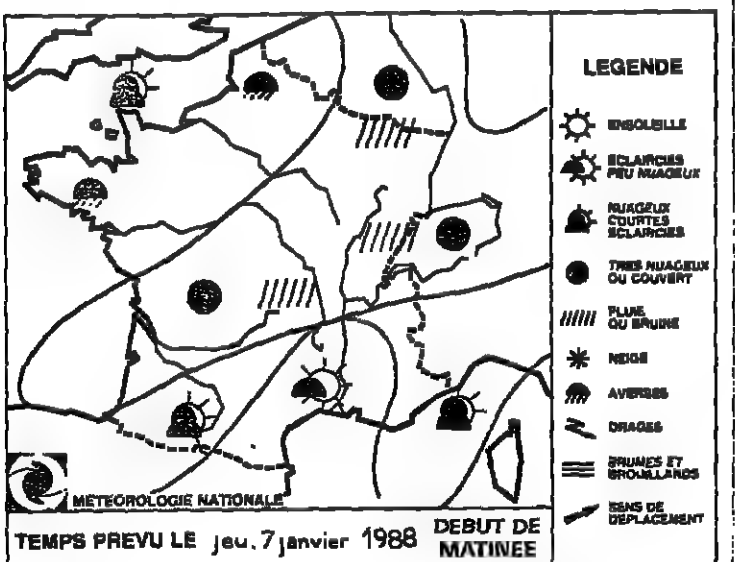 LEGENDE
ENSOLEILLE
ECLAIRCIES
PEU NUAGEUX
NUAGEUX
COURTES
ECLAIRCIES
TRES NUAGEUX
OU COUVERT
PLUIE
OU BRUINE
NEIGE
AVERSES
ORAGES
BRUMES ET
BROUILLARDS
SENS DE
DEPLACEMENT
METEOROLOGIE NATIONALE
TEMPS PREVU LE jeu. 7 janvier 1988 DEBUT DE
MATINEE